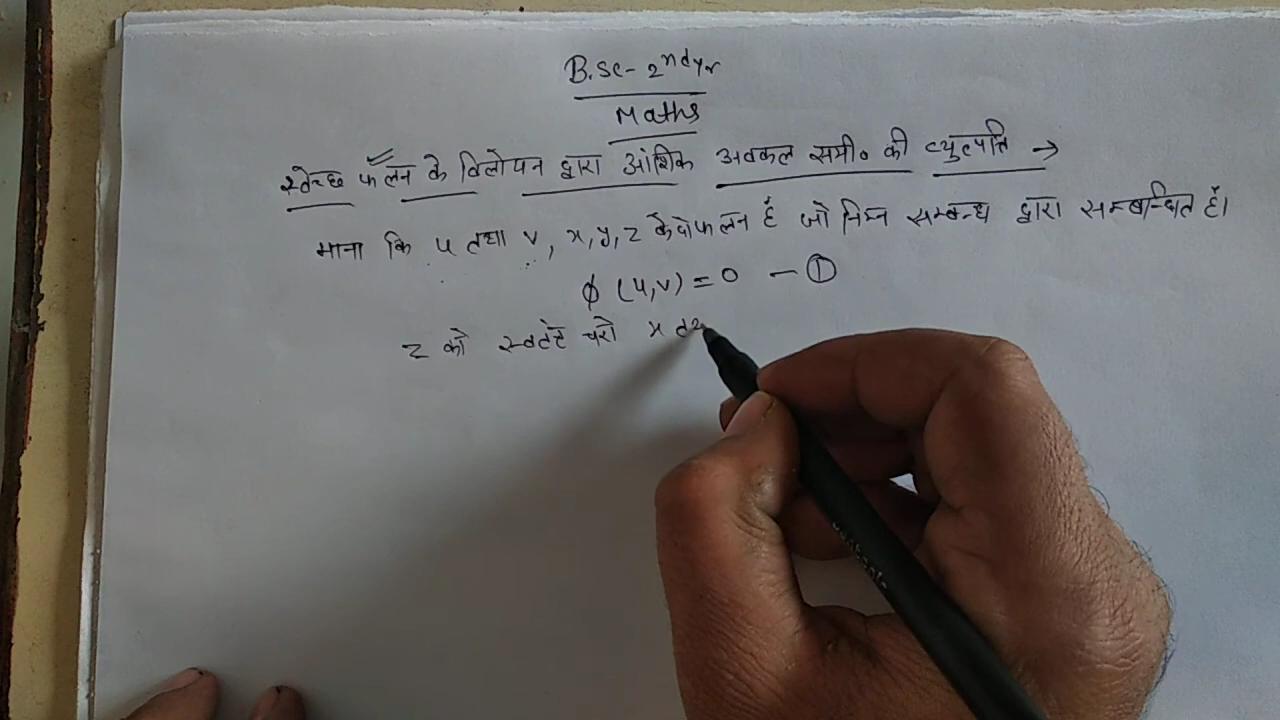 B.Sc- 2nd yr
Maths
स्वेच्छ फलन के विलोपन द्वारा आंशिक अवकल समी० की व्युत्पत्ति →
माना कि u तथा v, x, y, z के दो फलन हैं जो निम्न सम्बन्ध द्वारा सम्बन्धित हैं।
ϕ (u,v) = 0 — ①
z को स्वतंत्र चरो x